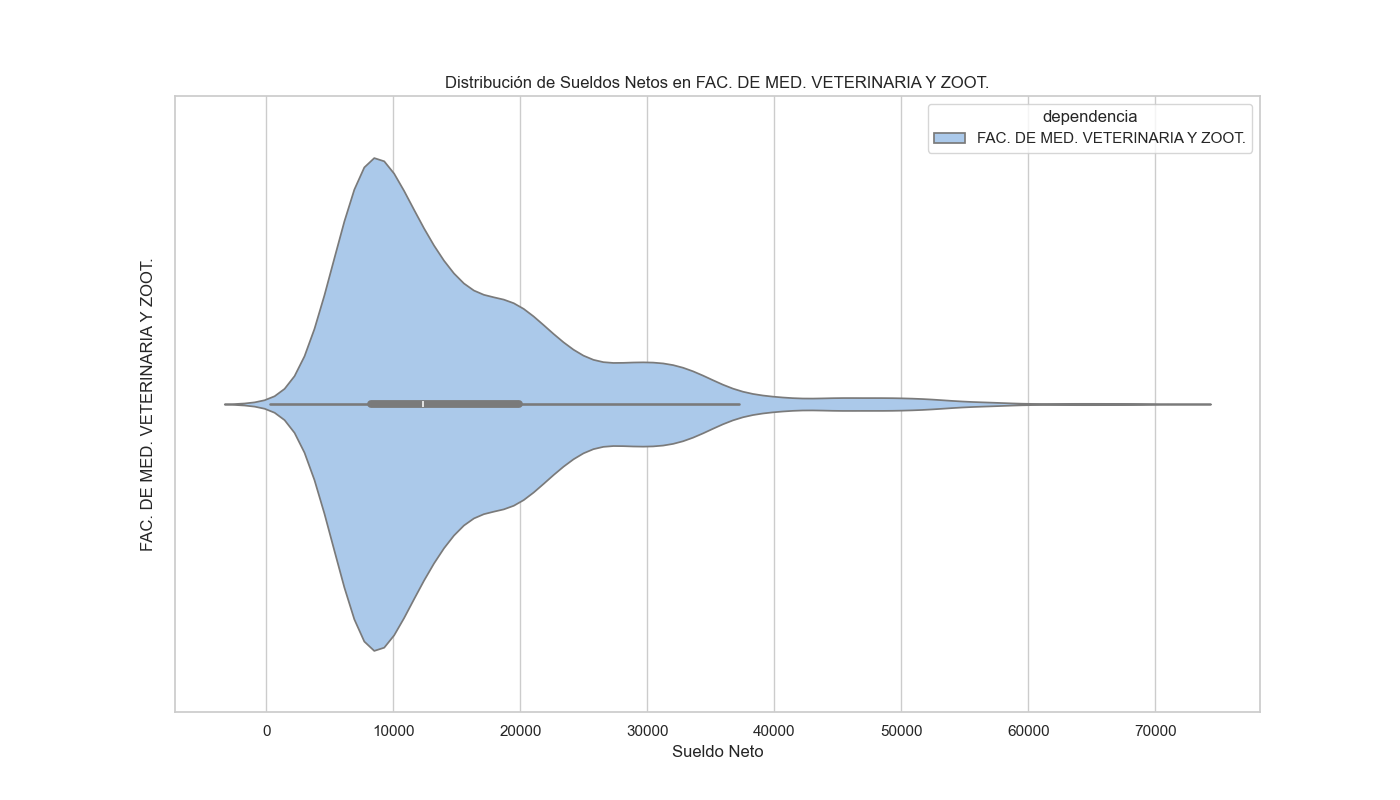 Distribución de Sueldos Netos en FAC. DE MED. VETERINARIA Y ZOOT.
dependencia
FAC. DE MED. VETERINARIA Y ZOOT.
FAC. DE MED. VETERINARIA Y ZOOT.
0 10000 20000 30000 40000 50000 60000 70000
Sueldo Neto